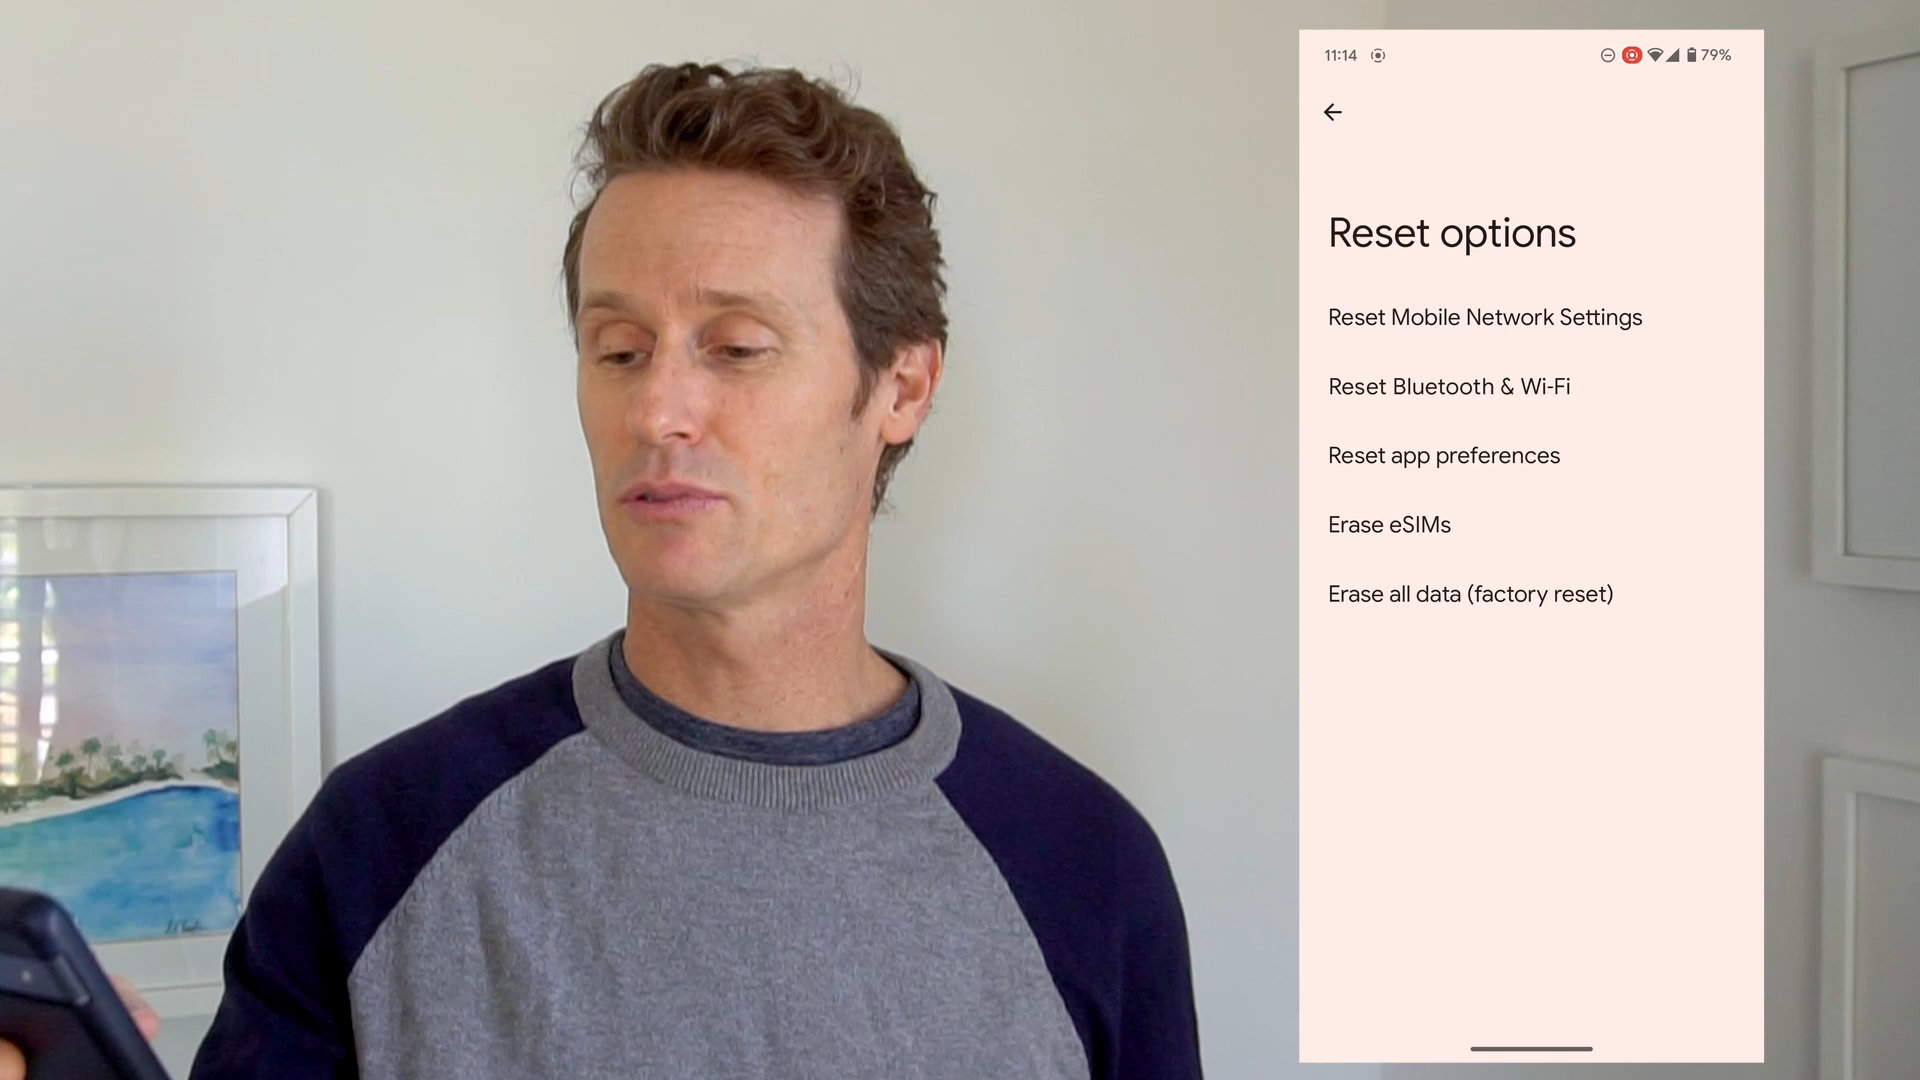 11:14 79%
Reset options
Reset Mobile Network Settings
Reset Bluetooth & Wi-Fi
Reset app preferences
Erase eSIMs
Erase all data (factory reset)